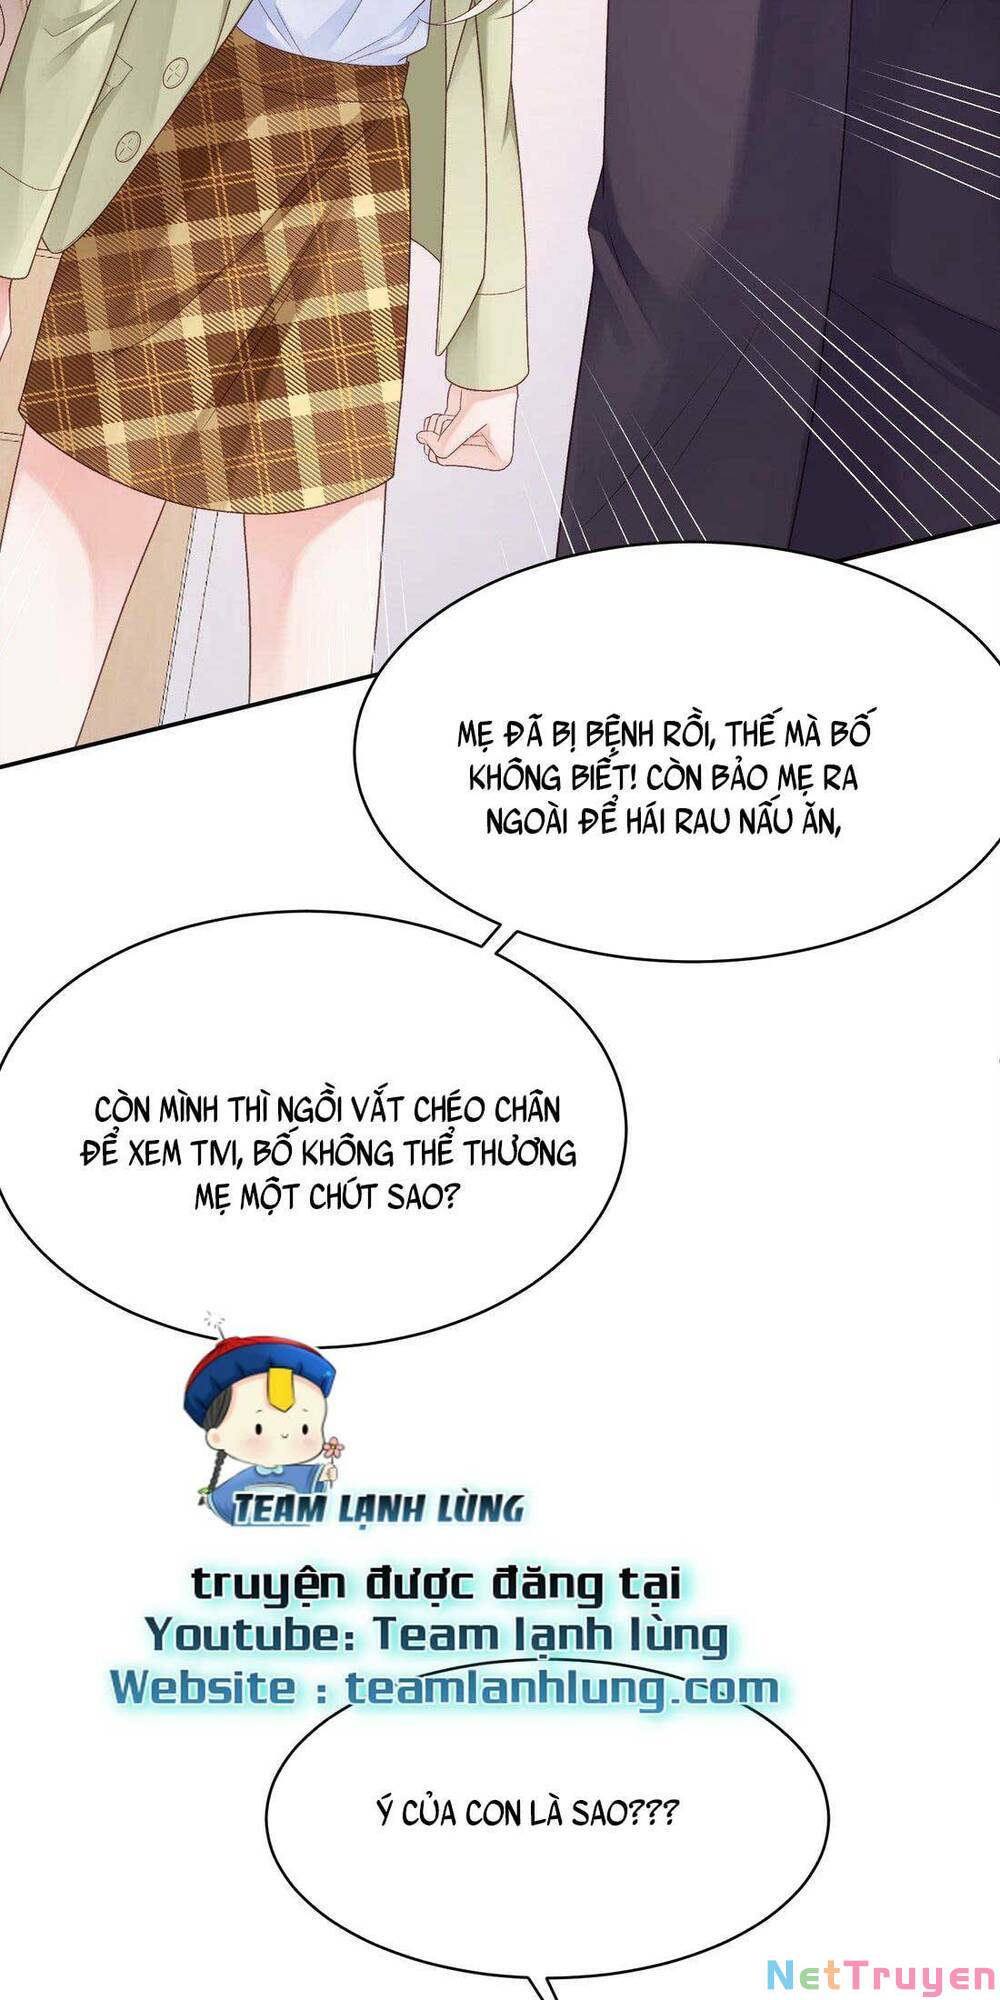 MẸ ĐÃ BỊ BỆNH RỒI, THẾ MÀ BỐ
KHÔNG BIẾT! CÒN BẢO MẸ RA
NGOÀI ĐỂ HÁI RAU NẤU ĂN,
CÒN MÌNH THÌ NGỒI VẮT CHÉO CHÂN
ĐỂ XEM TIVI, BỐ KHÔNG THỂ THƯƠNG
MẸ MỘT CHÚT SAO?
TEAM LẠNH LÙNG
truyện được đăng tại
Youtube: Team lạnh lùng
Website : teamlanhlung.com
Ý CỦA CON LÀ SAO???
NetTruyen